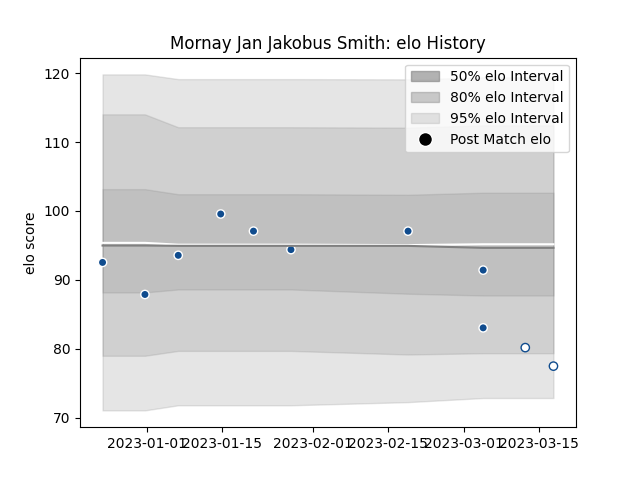 Mornay Jan Jakobus Smith: elo History
50% elo Interval
80% elo Interval
95% elo Interval
Post Match elo
elo score
120
110
100
90
80
70
2023-01-01 2023-01-15 2023-02-01 2023-02-15 2023-03-01 2023-03-15